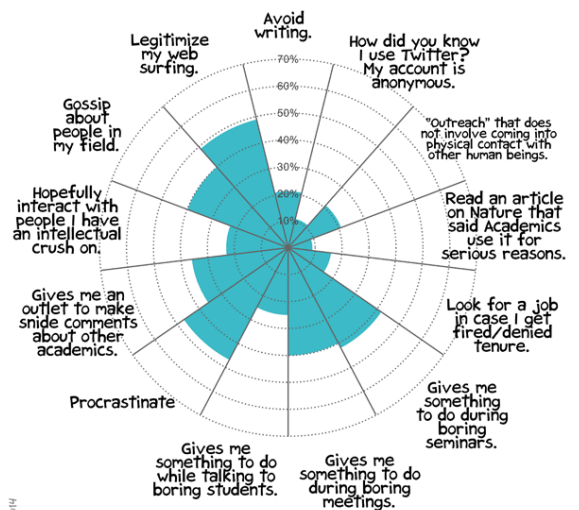 Avoid
writing.
How did you know
I use Twitter?
My account is
anonymous.
"Outreach" that does
not involve coming into
physical contact with
other human beings.
Read an article
on Nature that
said Academics
use it for
serious reasons.
Look for a job
in case I get
fired/denied
tenure.
Gives me
something
to do during
boring
seminars.
Gives me
something to do
during boring
meetings.
Gives me
something to do
while talking to
boring students.
Procrastinate
Gives me an
outlet to make
snide comments
about other
academics.
Hopefully
interact with
people I have
an intellectual
crush on.
Gossip
about
people in
my field.
Legitimize
my web
surfing.
70%
60%
50%
40%
30%
20%
10%